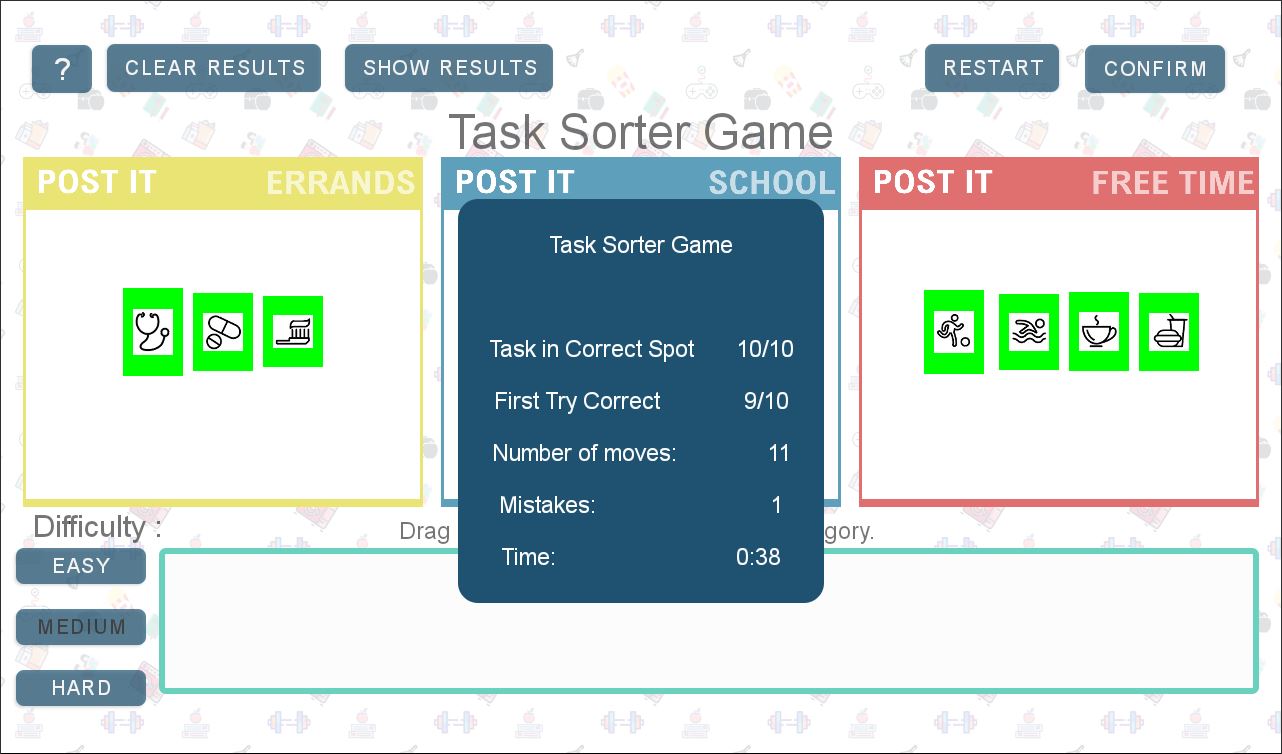 ?
CLEAR RESULTS
SHOW RESULTS
RESTART
CONFIRM
Task Sorter Game
POST IT ERRANDS
POST IT SCHOOL
POST IT FREE TIME
Task Sorter Game
Task in Correct Spot 10/10
First Try Correct 9/10
Number of moves: 11
Mistakes: 1
Time: 0:38
Difficulty :
Drag
gory.
EASY
MEDIUM
HARD